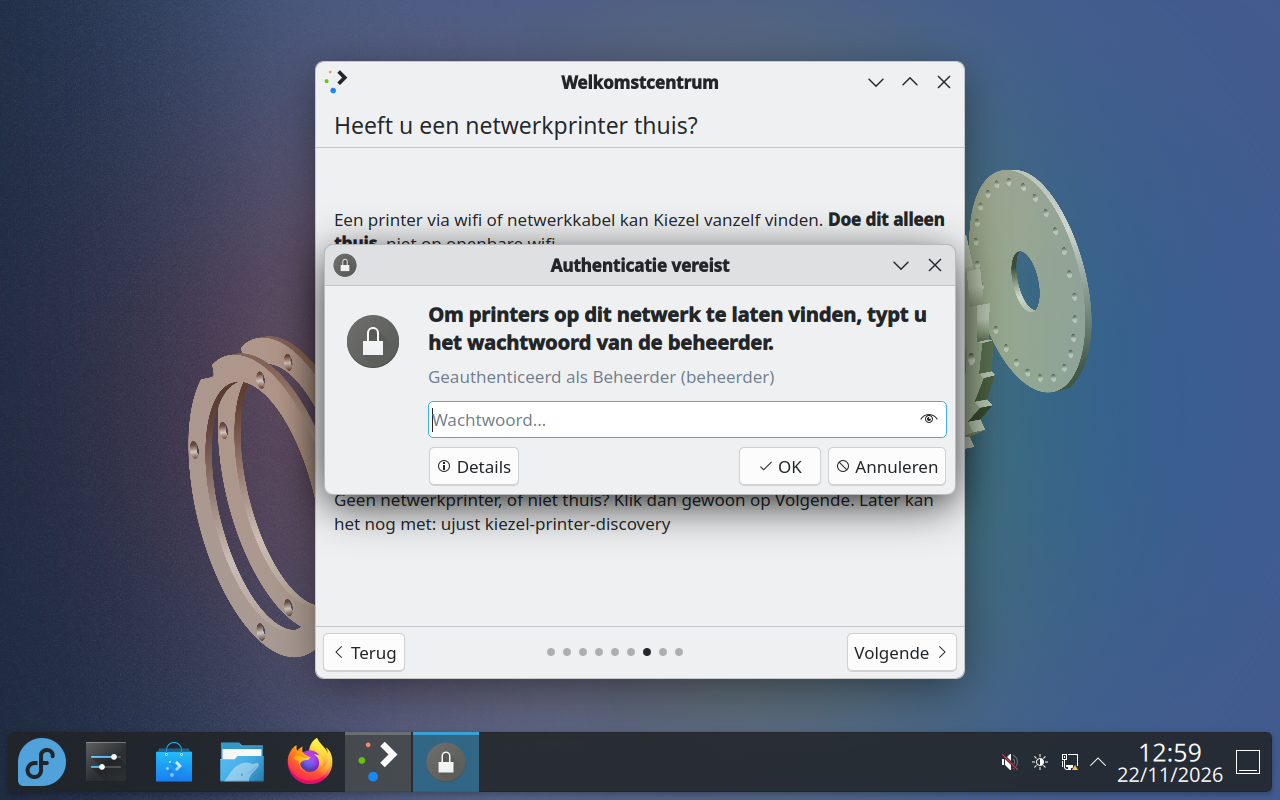 Welkomstcentrum
Heeft u een netwerkprinter thuis?
Een printer via wifi of netwerkkabel kan Kiezel vanzelf vinden. Doe dit alleen
thuis, niet op openbare wifi.
Authenticatie vereist
Om printers op dit netwerk te laten vinden, typt u
het wachtwoord van de beheerder.
Geauthenticeerd als Beheerder (beheerder)
Wachtwoord...
Details
OK
Annuleren
Geen netwerkprinter, of niet thuis? Klik dan gewoon op Volgende. Later kan
het nog met: ujust kiezel-printer-discovery
Terug
Volgende
12:59
22/11/2026